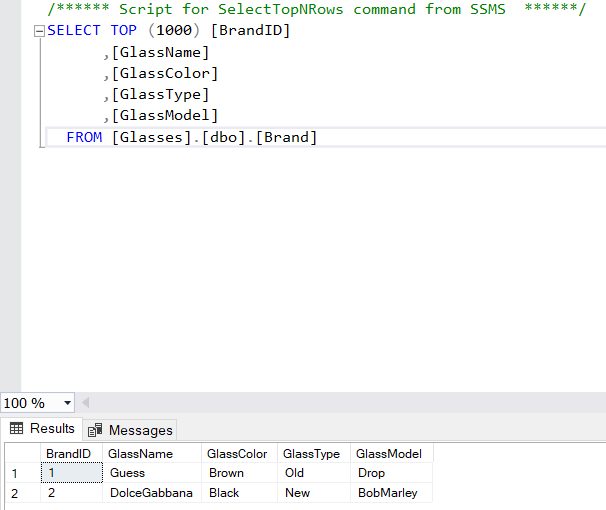 /****** Script for SelectTopNRows command from SSMS  ******/
SELECT TOP (1000) [BrandID]
,[GlassName]
,[GlassColor]
,[GlassType]
,[GlassModel]
FROM [Glasses].[dbo].[Brand]
100 %
Results Messages
BrandID GlassName GlassColor GlassType GlassModel
1 1 Guess Brown Old Drop
2 2 DolceGabbana Black New BobMarley